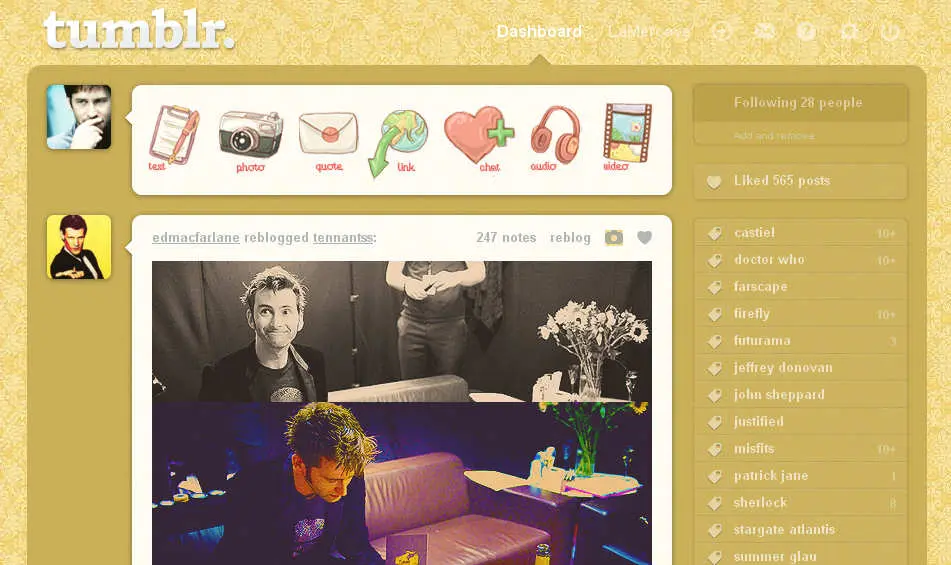 tumblr.
Dashboard
text photo quote link chat audio video
Following 28 people
Add and remove
Liked 565 posts
edmacfarlane reblogged tennantss: 247 notes reblog
castiel 10+
doctor who 10+
farscape
firefly 10+
futurama 3
jeffrey donovan
john sheppard
justified
misfits 10+
patrick jane 1
sherlock 8
stargate atlantis
summer glau